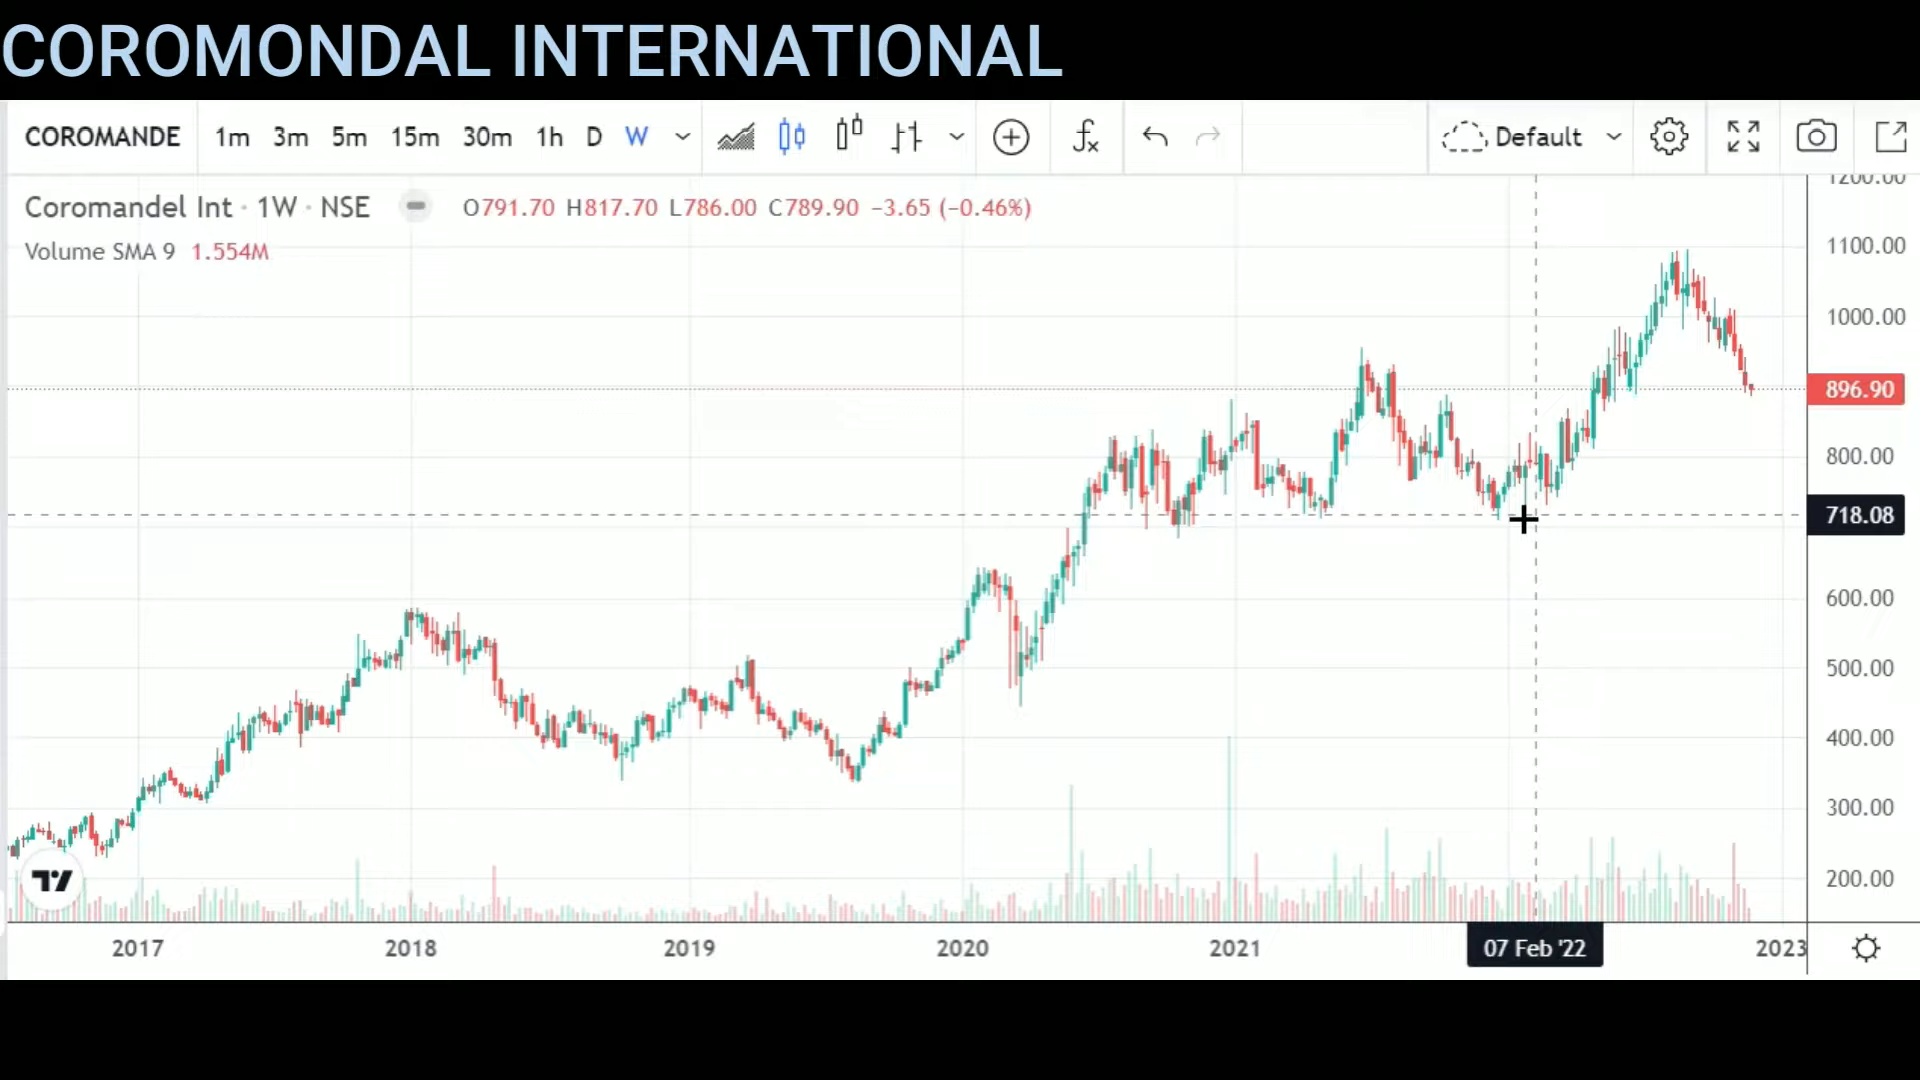 COROMONDAL INTERNATIONAL
COROMANDE 1m 3m 5m 15m 30m 1h D W fx Default
Coromandel Int · 1W · NSE O791.70 H817.70 L786.00 C789.90 −3.65 (−0.46%)
Volume SMA 9 1.554M
1200.00
1100.00
1000.00
896.90
800.00
718.08
600.00
500.00
400.00
300.00
200.00
2017 2018 2019 2020 2021 07 Feb '22 2023